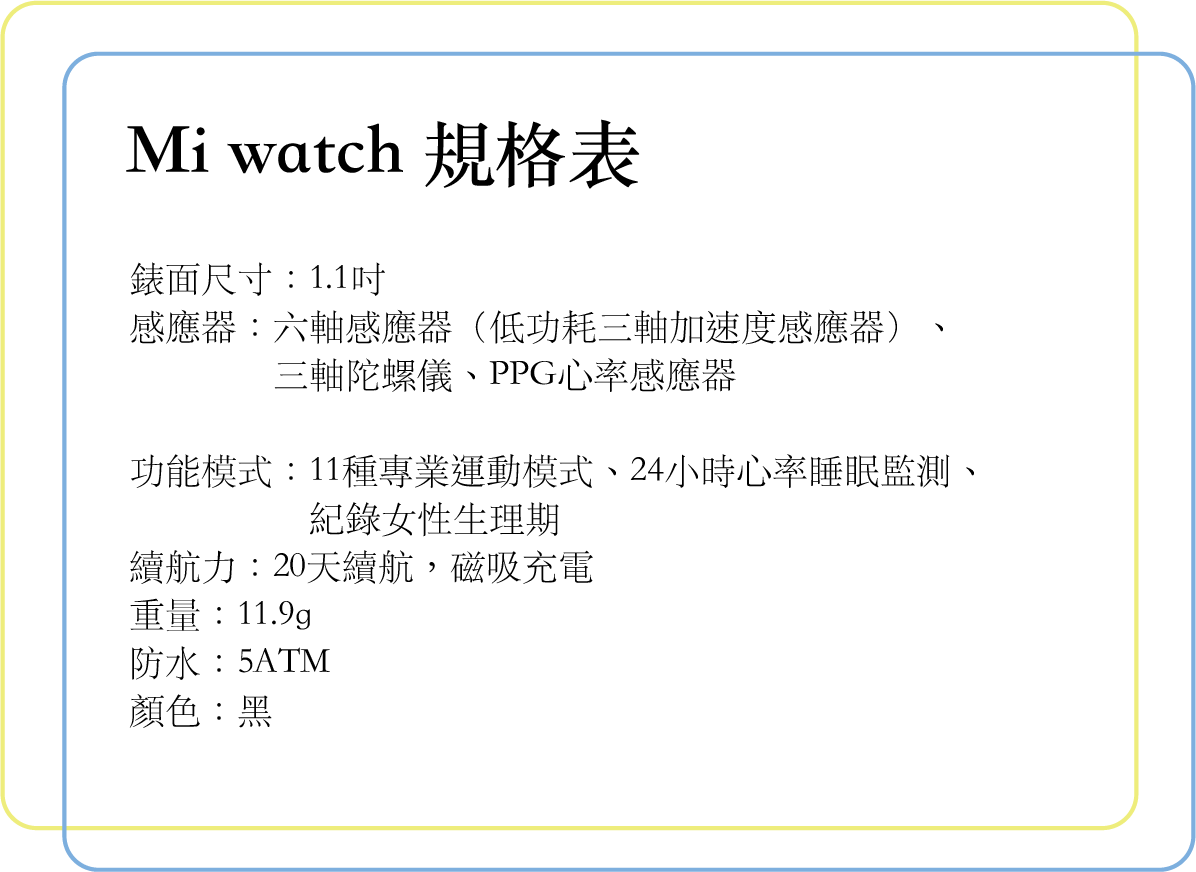 Mi watch 規格表
錶面尺寸：1.1吋
感應器：六軸感應器（低功耗三軸加速度感應器）、
三軸陀螺儀、PPG心率感應器
功能模式：11種專業運動模式、24小時心率睡眠監測、
紀錄女性生理期
續航力：20天續航，磁吸充電
重量：11.9g
防水：5ATM
顏色：黑